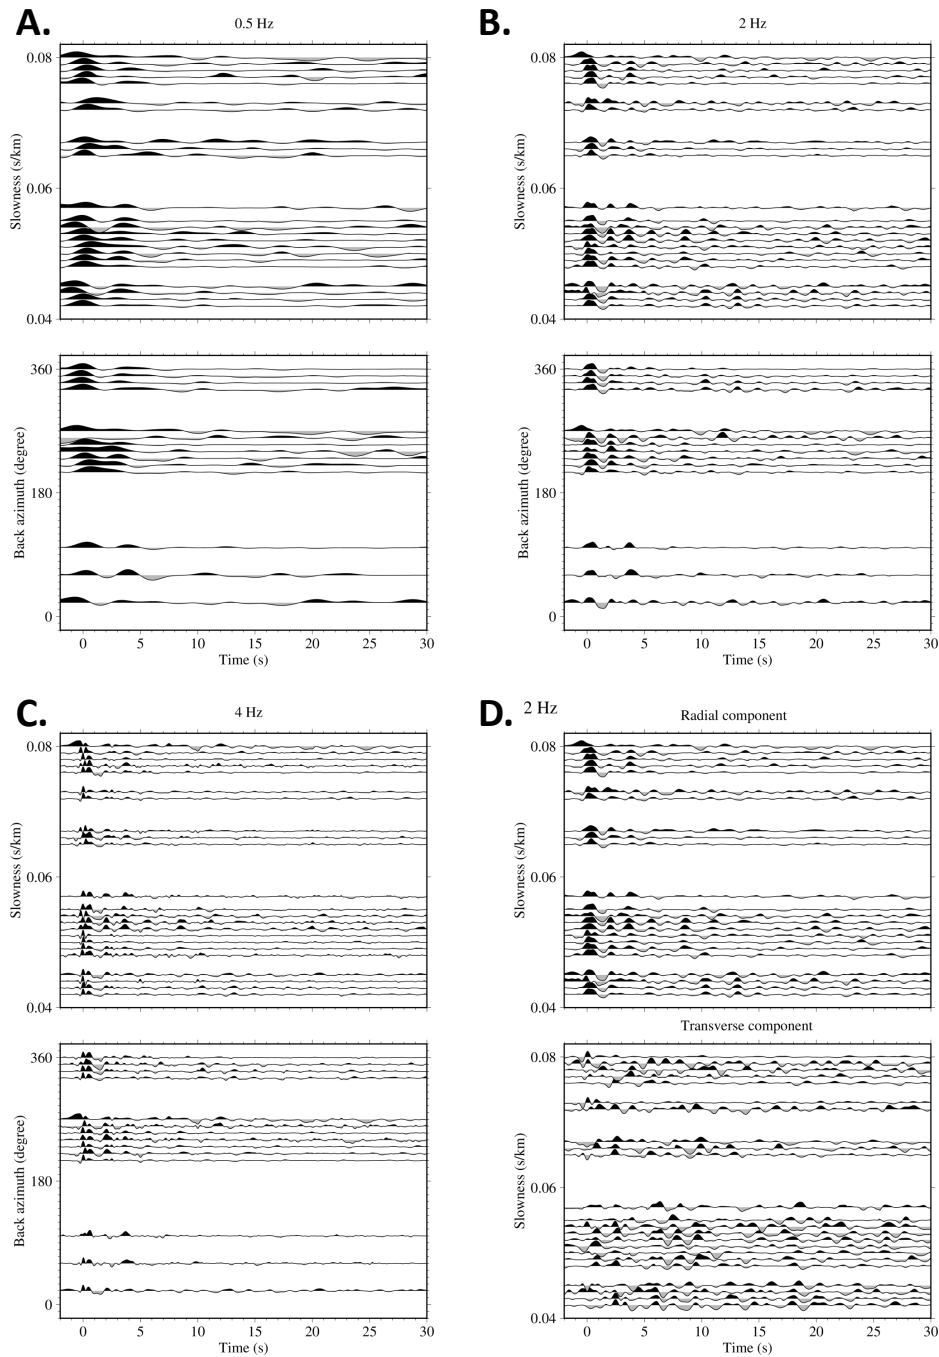 A.
0.5 Hz
0.08
0.06
0.04
Slowness (s/km)
360
180
0
Back azimuth (degree)
0 5 10 15 20 25 30
Time (s)
B.
2 Hz
0.08
0.06
0.04
Slowness (s/km)
360
180
0
Back azimuth (degree)
0 5 10 15 20 25 30
Time (s)
C.
4 Hz
0.08
0.06
0.04
Slowness (s/km)
360
180
0
Back azimuth (degree)
0 5 10 15 20 25 30
Time (s)
D.
2 Hz
Radial component
0.08
0.06
0.04
Slowness (s/km)
Transverse component
0.08
0.06
0.04
Slowness (s/km)
0 5 10 15 20 25 30
Time (s)